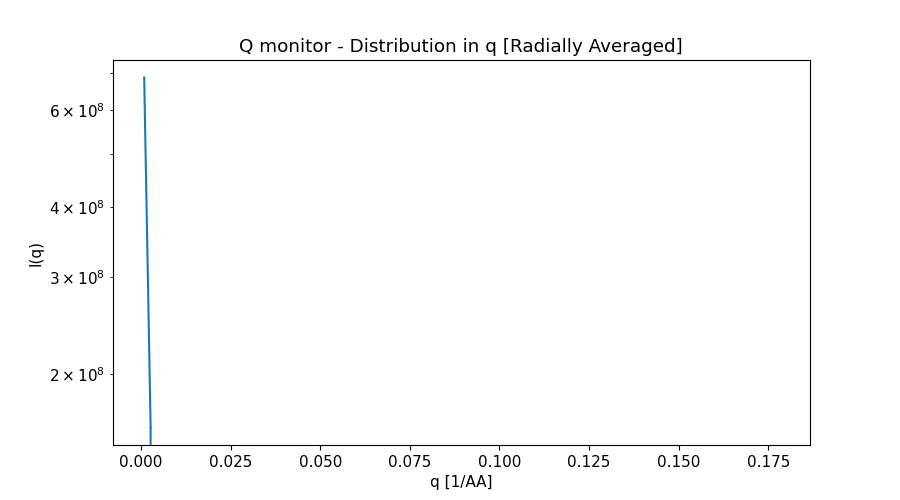 Q monitor - Distribution in q [Radially Averaged]
6 × 10⁸
4 × 10⁸
3 × 10⁸
2 × 10⁸
I(q)
0.000 0.025 0.050 0.075 0.100 0.125 0.150 0.175
q [1/AA]